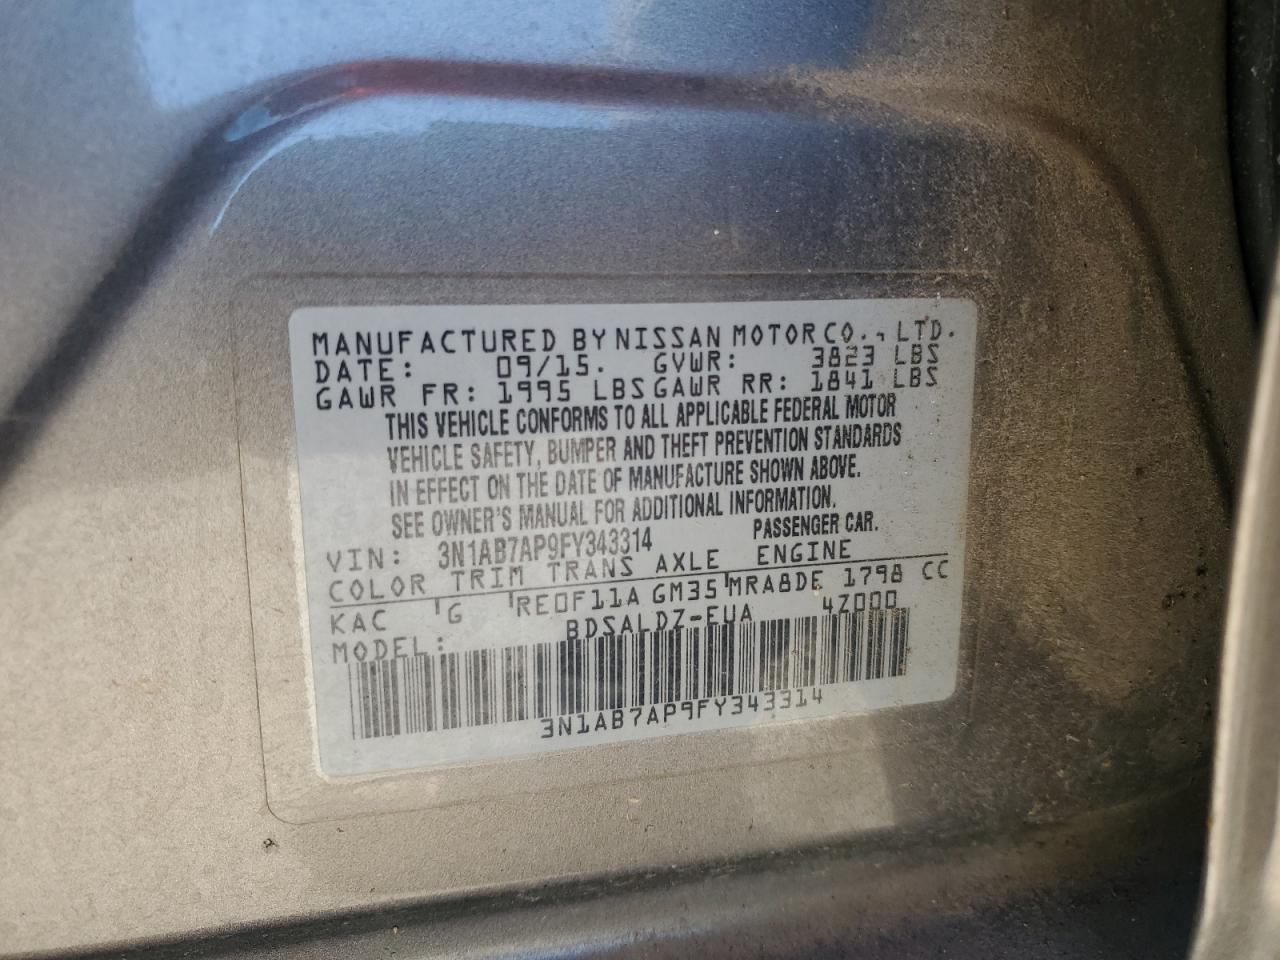 MANUFACTURED BY NISSAN MOTOR CO., LTD.
DATE: 09/15. GVWR: 3823 LBS
GAWR FR: 1995 LBS GAWR RR: 1841 LBS
THIS VEHICLE CONFORMS TO ALL APPLICABLE FEDERAL MOTOR
VEHICLE SAFETY, BUMPER AND THEFT PREVENTION STANDARDS
IN EFFECT ON THE DATE OF MANUFACTURE SHOWN ABOVE.
SEE OWNER'S MANUAL FOR ADDITIONAL INFORMATION.
VIN: 3N1AB7AP9FY343314 PASSENGER CAR.
COLOR TRIM TRANS AXLE ENGINE
KAC G RE0F11A GM35 MRA8DE 1798 CC
MODEL: BDSALDZ-EUA 4Z000
3N1AB7AP9FY343314